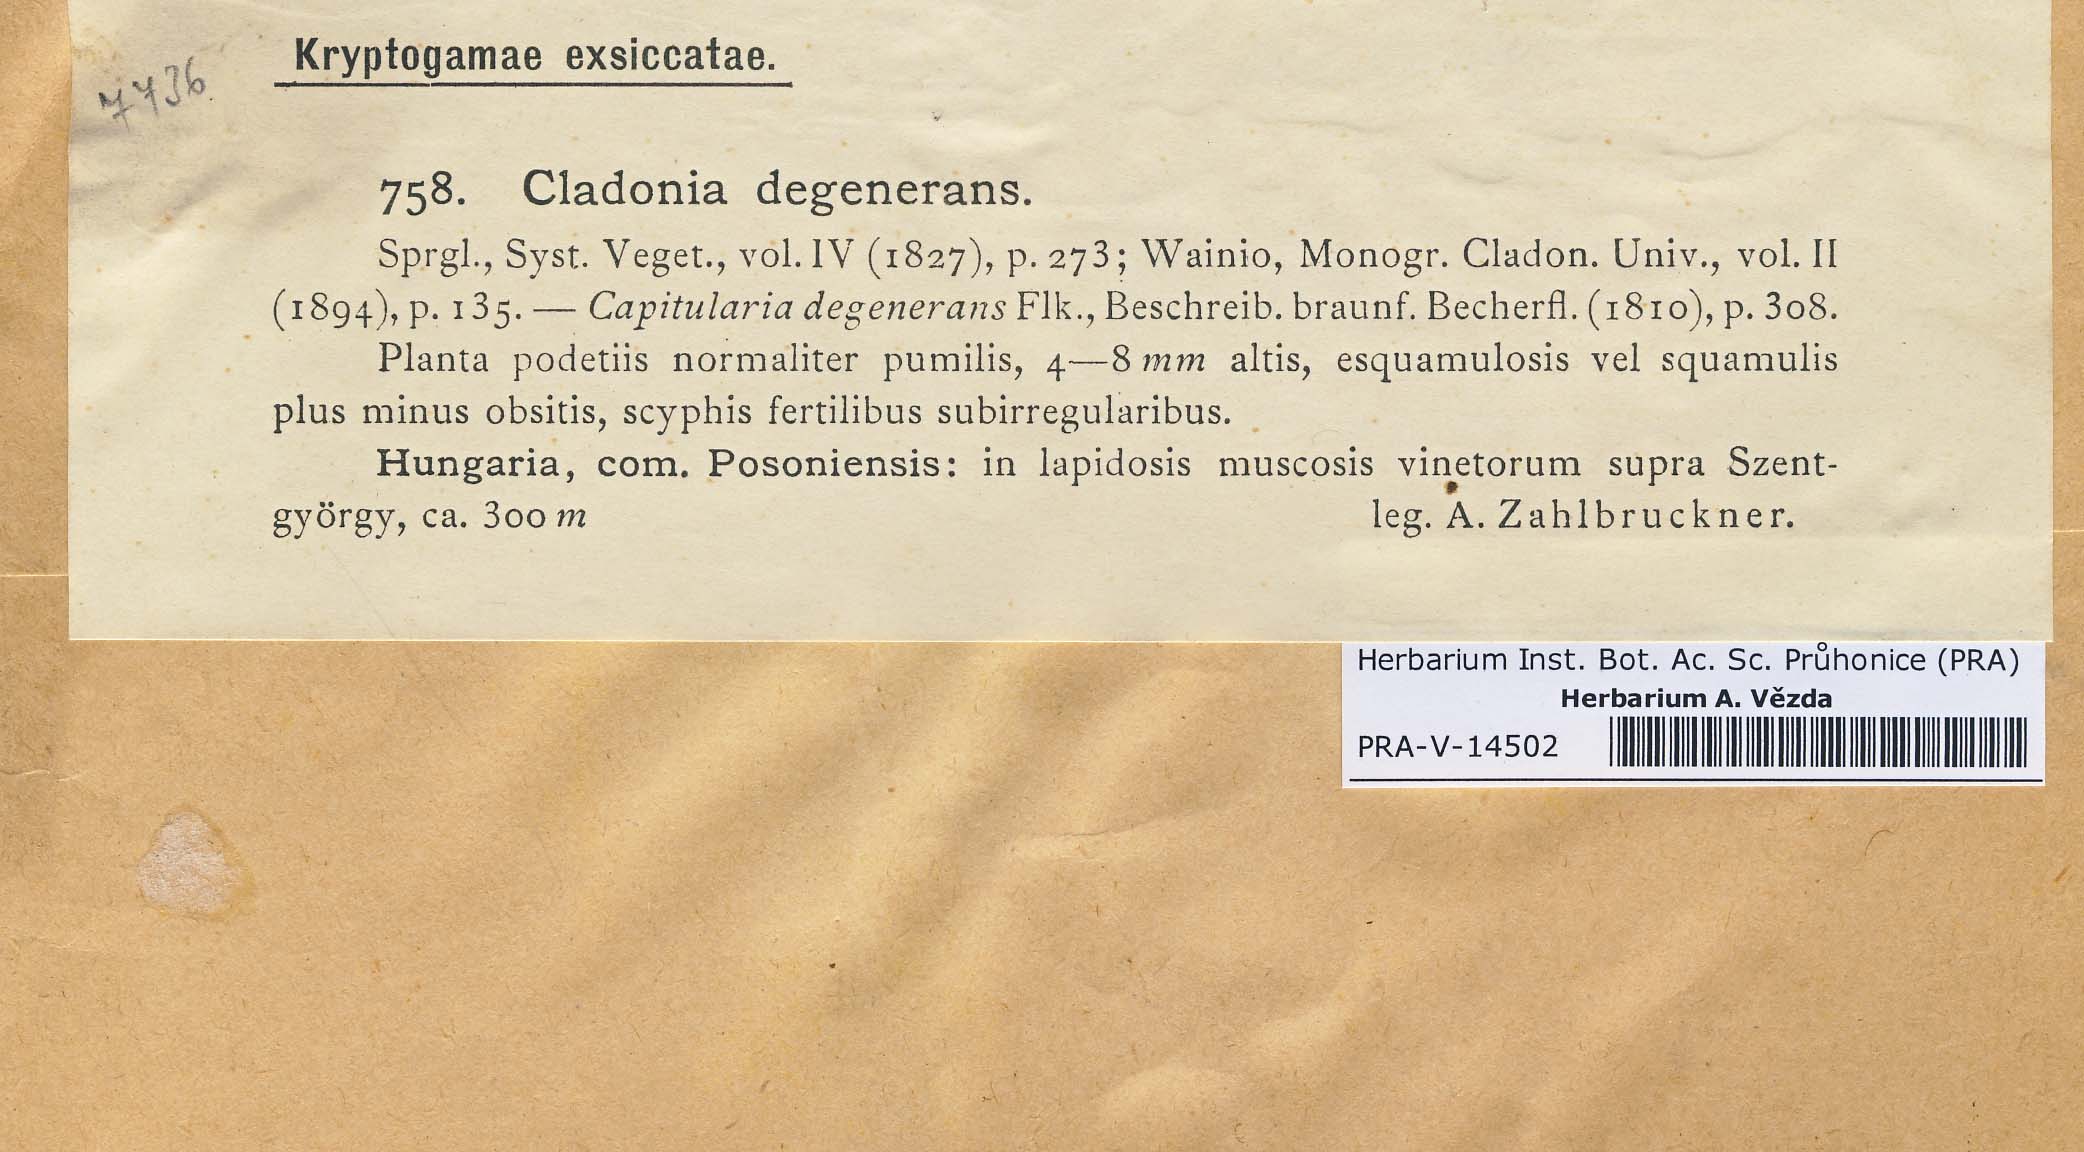 Kryptogamae exsiccatae.
7736
758. Cladonia degenerans.
Sprgl., Syst. Veget., vol. IV (1827), p. 273; Wainio, Monogr. Cladon. Univ., vol. II
(1894), p. 135. — Capitularia degenerans Flk., Beschreib. braunf. Becherfl. (1810), p. 308.
Planta podetiis normaliter pumilis, 4—8 mm altis, esquamulosis vel squamulis
plus minus obsitis, scyphis fertilibus subirregularibus.
Hungaria, com. Posoniensis: in lapidosis muscosis vinetorum supra Szent-
györgy, ca. 300 m leg. A. Zahlbruckner.
Herbarium Inst. Bot. Ac. Sc. Průhonice (PRA)
Herbarium A. Vězda
PRA-V-14502